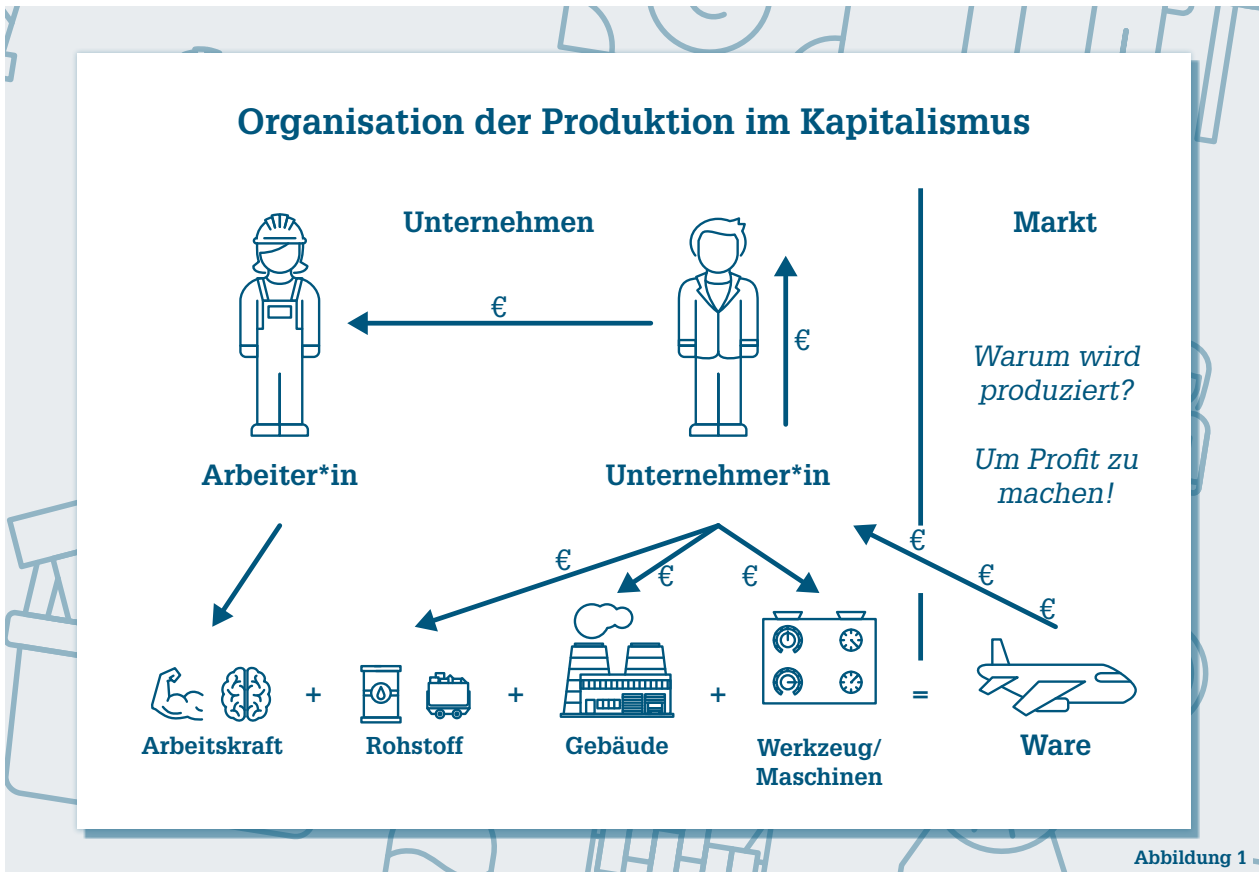 Organisation der Produktion im Kapitalismus
Unternehmen
Markt
€
€
Warum wird
produziert?
Um Profit zu
machen!
Arbeiter*in
Unternehmer*in
€
€
€
€
€
€
+
+
+
=
Arbeitskraft
Rohstoff
Gebäude
Werkzeug/
Maschinen
Ware
Abbildung 1